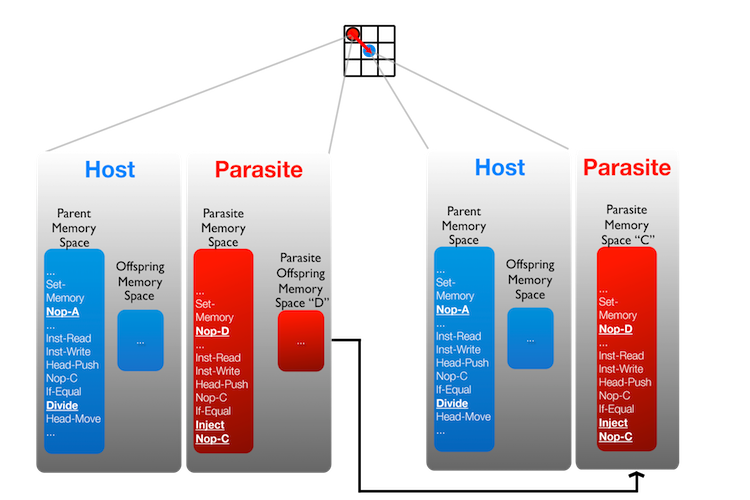 Host
Parent
Memory
Space
...
Set-
Memory
Nop-A
...
Inst-Read
Inst-Write
Head-Push
Nop-C
If-Equal
Divide
Head-Move
...
Offspring
Memory
Space
...
Parasite
Parasite
Memory
Space
...
Set-
Memory
Nop-D
...
Inst-Read
Inst-Write
Head-Push
Nop-C
If-Equal
Inject
Nop-C
Parasite
Offspring
Memory
Space "D"
...
Host
Parent
Memory
Space
...
Set-
Memory
Nop-A
...
Inst-Read
Inst-Write
Head-Push
Nop-C
If-Equal
Divide
Head-Move
...
Offspring
Memory
Space
...
Parasite
Parasite
Memory
Space "C"
...
Set-
Memory
Nop-D
...
Inst-Read
Inst-Write
Head-Push
Nop-C
If-Equal
Inject
Nop-C